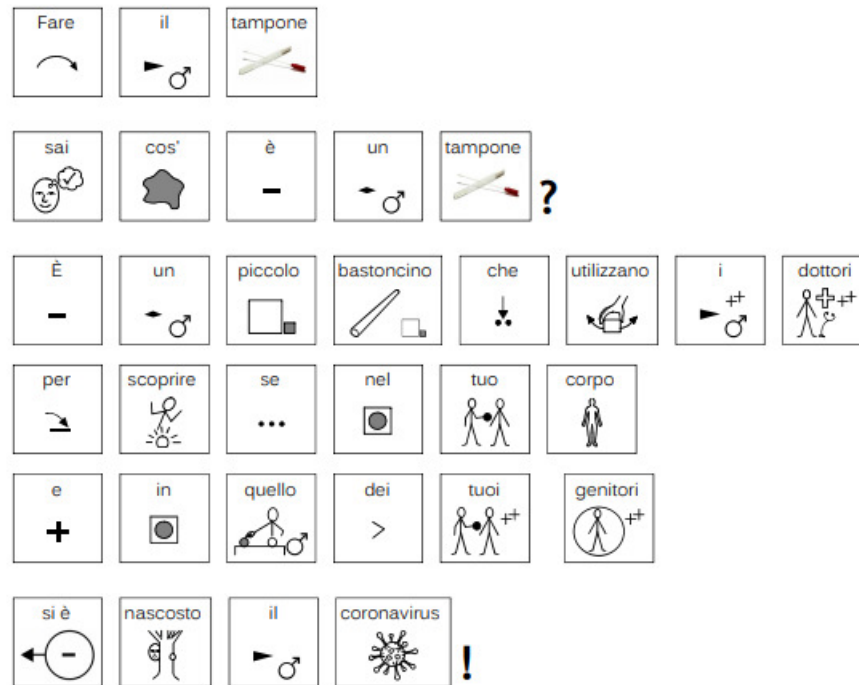 Fare il tampone
sai cos' è un tampone ?
È un piccolo bastoncino che utilizzano i dottori
per scoprire se nel tuo corpo
e in quello dei tuoi genitori
si è nascosto il coronavirus !